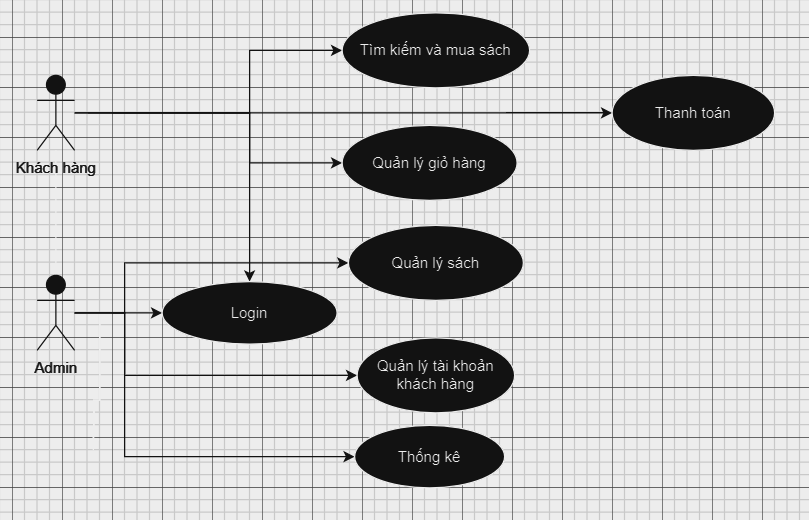 Tìm kiếm và mua sách
Thanh toán
Khách hàng
Quản lý giỏ hàng
Quản lý sách
Login
Admin
Quản lý tài khoản
khách hàng
Thống kê